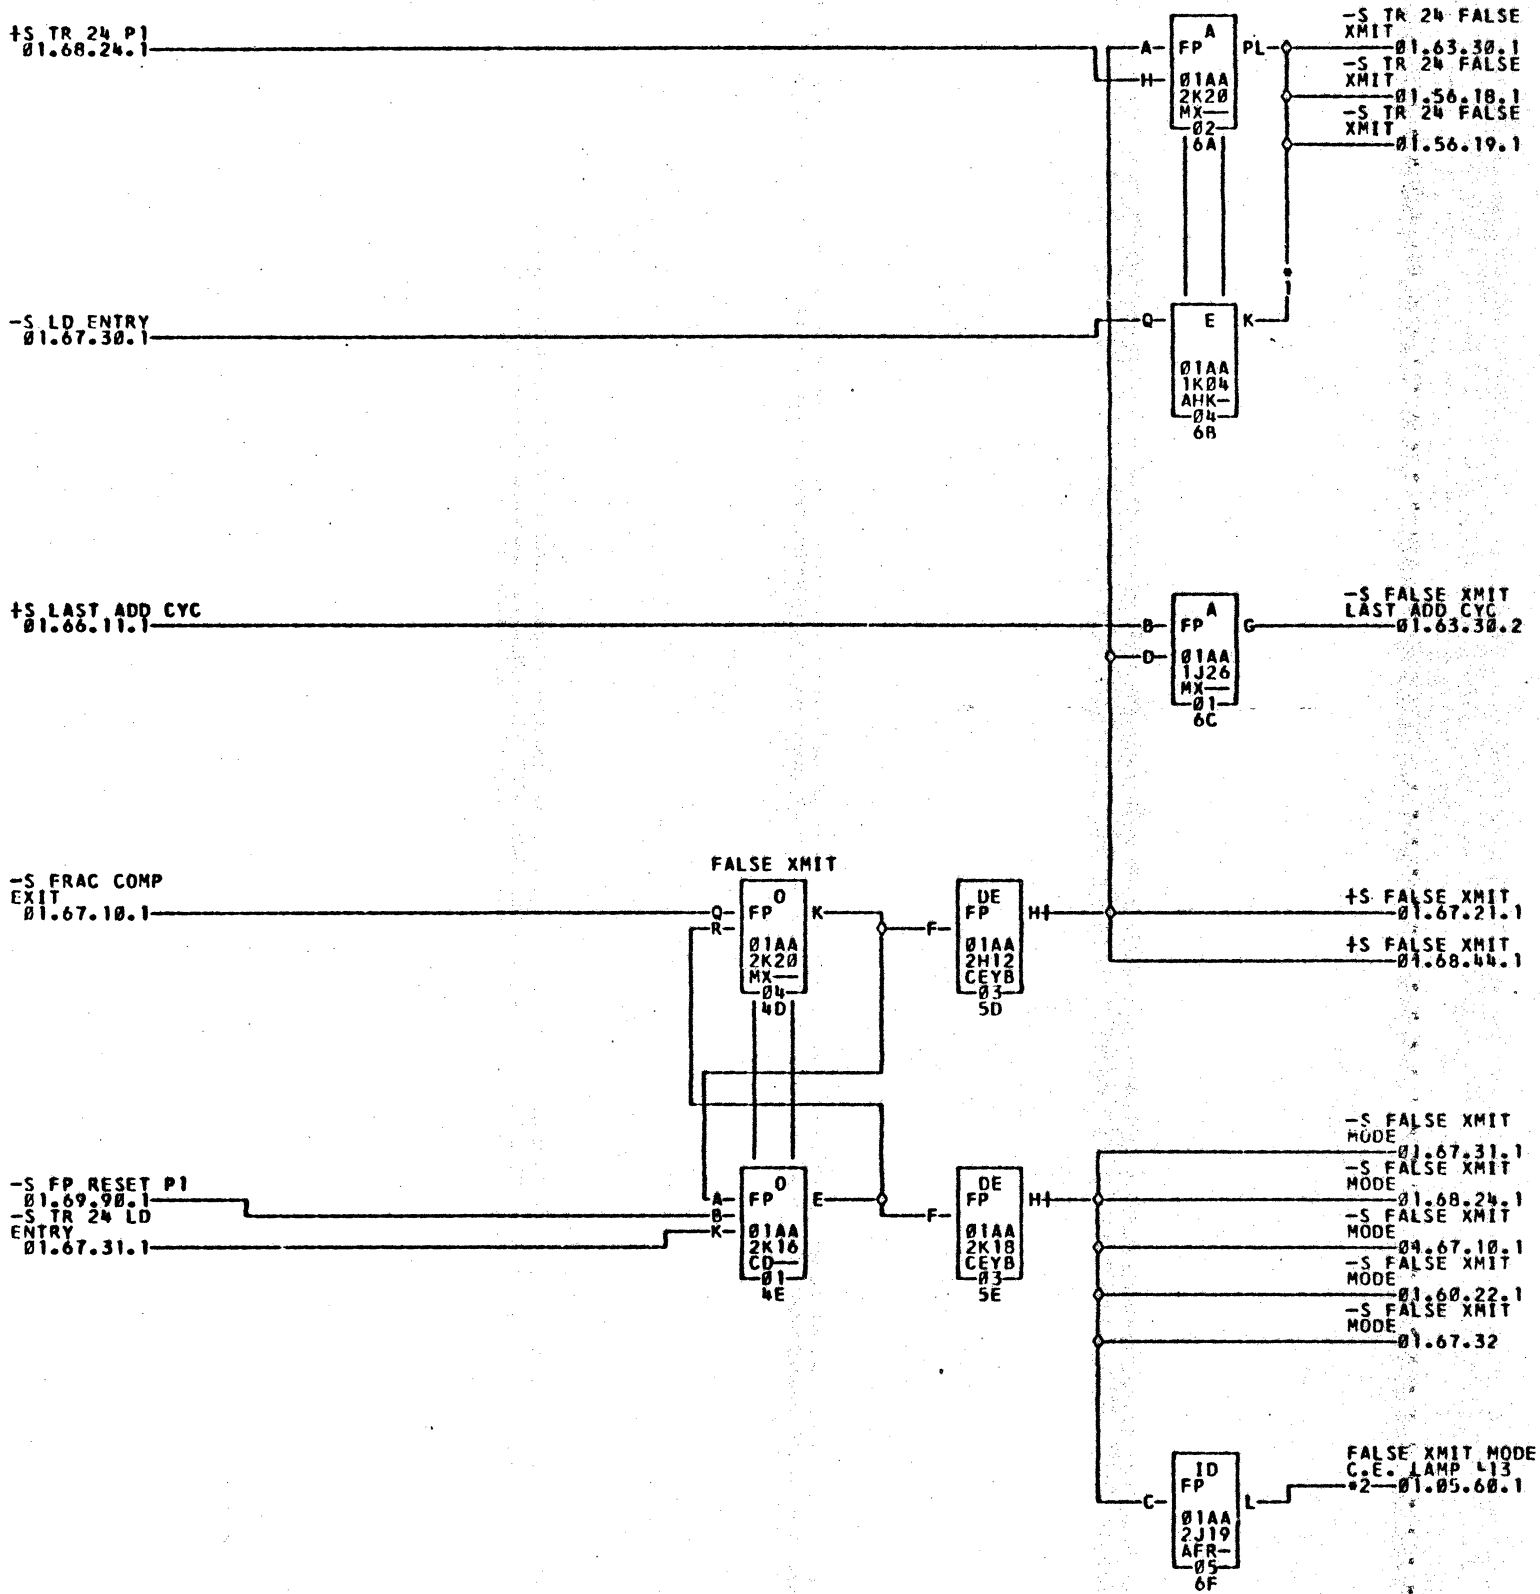 +S TR 24 P1
01.68.24.1
A
FP
A
H
PL
01AA
2K20
MX
02
6A
-S TR 24 FALSE
XMIT
01.63.30.1
-S TR 24 FALSE
XMIT
01.56.18.1
-S TR 24 FALSE
XMIT
01.56.19.1
*
1
-S LD ENTRY
01.67.30.1
Q
E
K
01AA
1K04
AHK-
04
6B
+S LAST ADD CYC
01.66.11.1
B
D
A
FP
G
01AA
1J26
MX
01
6C
-S FALSE XMIT
LAST ADD CYC
01.63.30.2
-S FRAC COMP
EXIT
01.67.10.1
FALSE XMIT
Q
R
O
FP
K
01AA
2K20
MX
04
4D
F
DE
FP
H
01AA
2H12
CEYB
03
5D
+S FALSE XMIT
01.67.21.1
+S FALSE XMIT
01.68.44.1
-S FP RESET P1
01.69.90.1
-S TR 24 LD
ENTRY
01.67.31.1
A
B
K
O
FP
E
01AA
2K16
CD
01
4E
F
DE
FP
H
01AA
2K18
CEYB
03
5E
-S FALSE XMIT
MODE
01.67.31.1
-S FALSE XMIT
MODE
01.68.24.1
-S FALSE XMIT
MODE
01.67.10.1
-S FALSE XMIT
MODE
01.60.22.1
-S FALSE XMIT
MODE
01.67.32
C
ID
FP
L
01AA
2J19
AFR-
05
6F
FALSE XMIT MODE
C.E. LAMP L13
*2 01.05.60.1